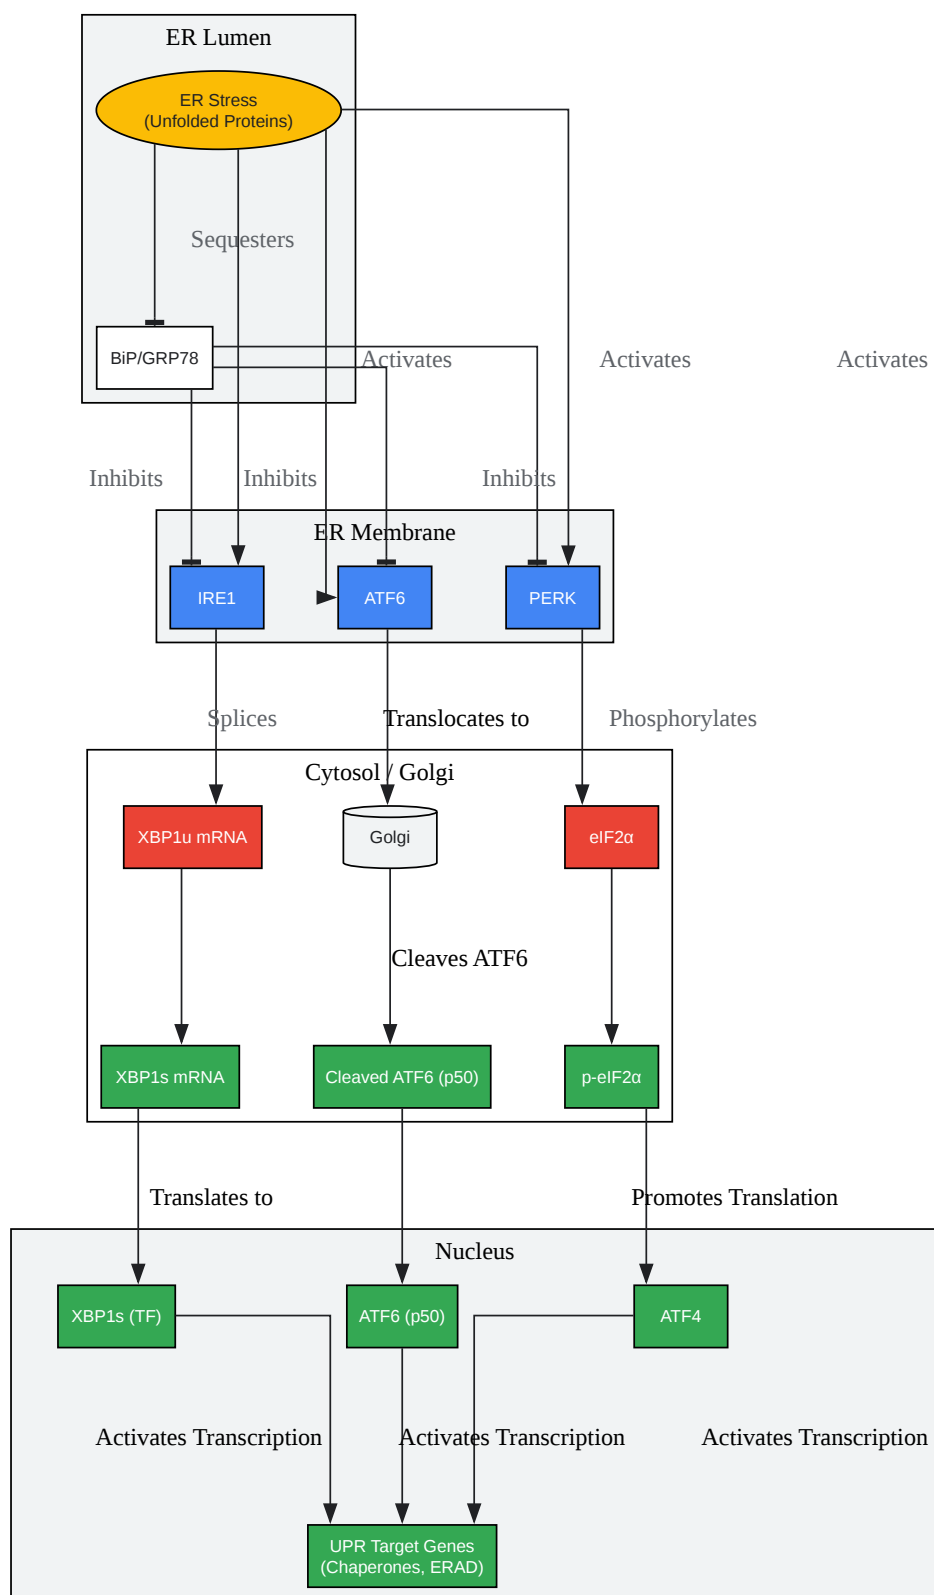 ER Lumen
ER Stress
(Unfolded Proteins)
Sequesters
BiP/GRP78
Activates
Activates
Activates
Inhibits
Inhibits
Inhibits
ER Membrane
IRE1
ATF6
PERK
Splices
Translocates to
Phosphorylates
Cytosol / Golgi
XBP1u mRNA
Golgi
eIF2α
Cleaves ATF6
XBP1s mRNA
Cleaved ATF6 (p50)
p-eIF2α
Translates to
Promotes Translation
Nucleus
XBP1s (TF)
ATF6 (p50)
ATF4
Activates Transcription
Activates Transcription
Activates Transcription
UPR Target Genes
(Chaperones, ERAD)